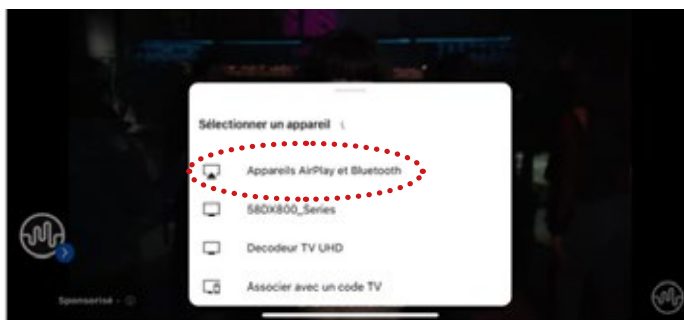 Sélectionner un appareil
Appareils AirPlay et Bluetooth
58DX800_Series
Decodeur TV UHD
Associer avec un code TV
Sponsorisé -